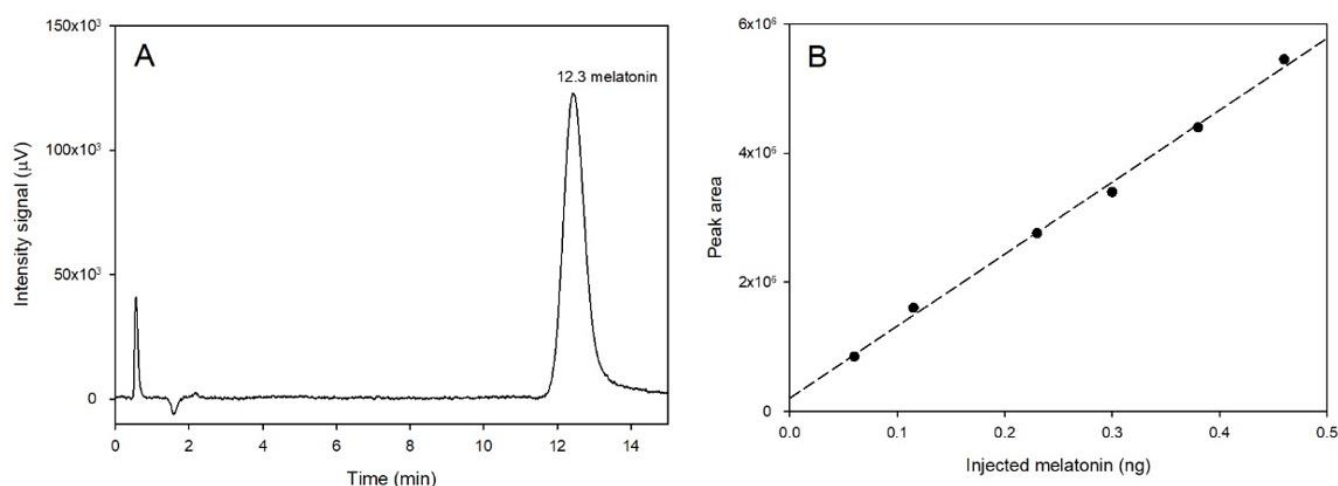 A
150x10³
100x10³
50x10³
0
Intensity signal (µV)
12.3 melatonin
0 2 4 6 8 10 12 14
Time (min)
B
6x10⁶
4x10⁶
2x10⁶
0
Peak area
0.0 0.1 0.2 0.3 0.4 0.5
Injected melatonin (ng)